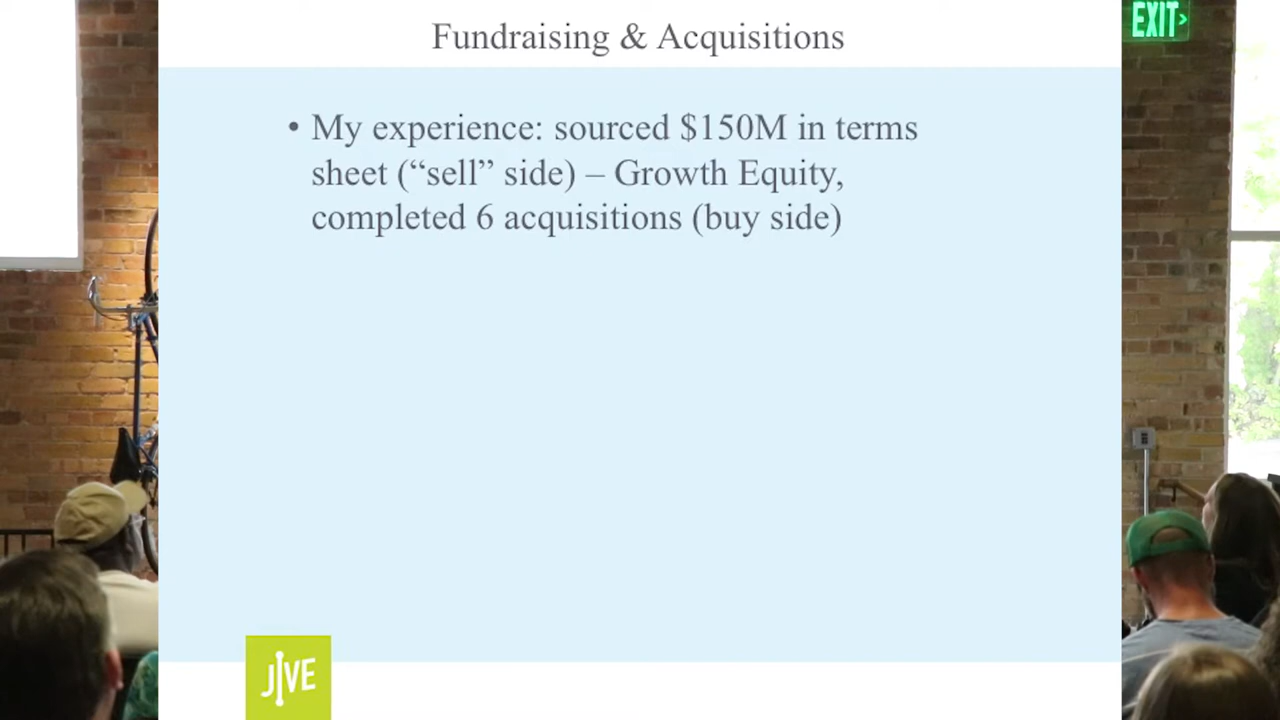 Fundraising & Acquisitions
EXIT
• My experience: sourced $150M in terms
sheet (“sell” side) – Growth Equity,
completed 6 acquisitions (buy side)
JIVE